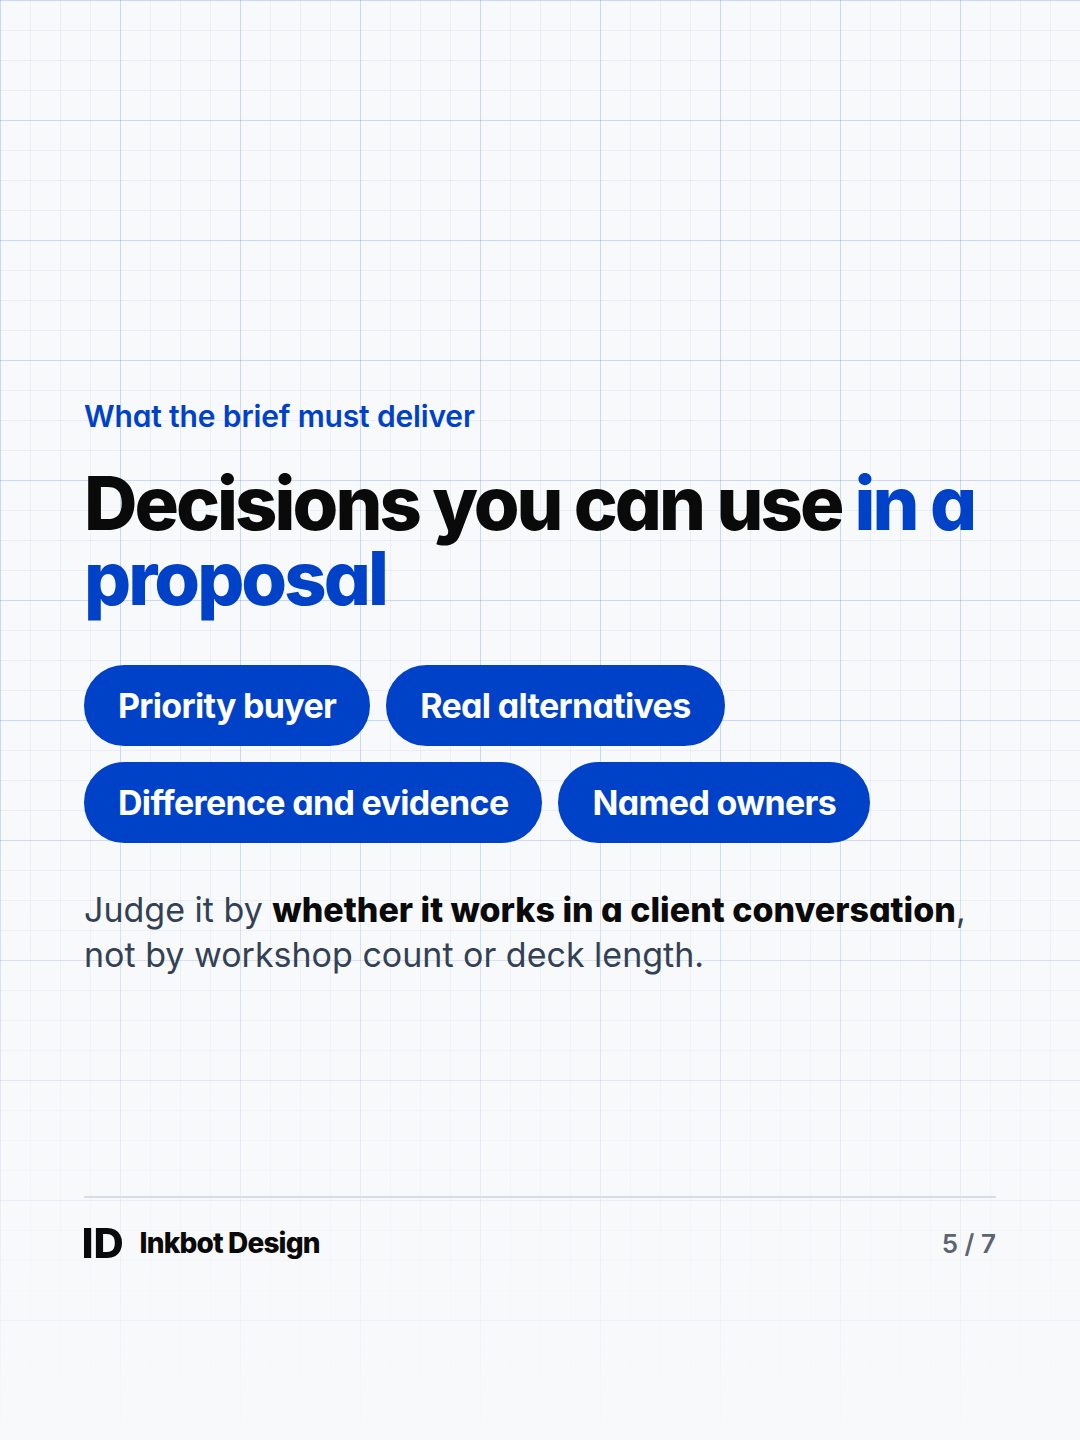 What the brief must deliver
Decisions you can use in a
proposal
Priority buyer
Real alternatives
Difference and evidence
Named owners
Judge it by whether it works in a client conversation,
not by workshop count or deck length.
ID Inkbot Design
5 / 7